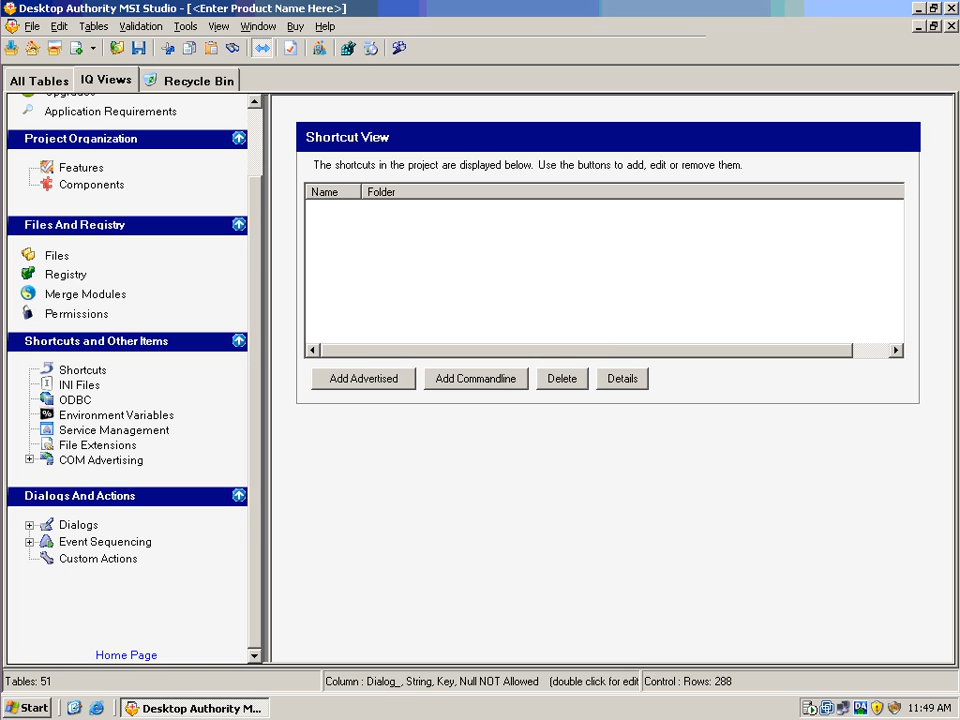 Desktop Authority MSI Studio - [<Enter Product Name Here>]
File Edit Tables Validation Tools View Window Buy Help
All Tables IQ Views Recycle Bin
Application Requirements
Project Organization
Features
Components
Files And Registry
Files
Registry
Merge Modules
Permissions
Shortcuts and Other Items
Shortcuts
INI Files
ODBC
Environment Variables
Service Management
File Extensions
COM Advertising
Dialogs And Actions
Dialogs
Event Sequencing
Custom Actions
Home Page
Shortcut View
The shortcuts in the project are displayed below. Use the buttons to add, edit or remove them.
Name Folder
Add Advertised Add Commandline Delete Details
Tables: 51 Column : Dialog_, String, Key, Null NOT Allowed (double click for edit Control : Rows: 288
Start Desktop Authority M... 11:49 AM